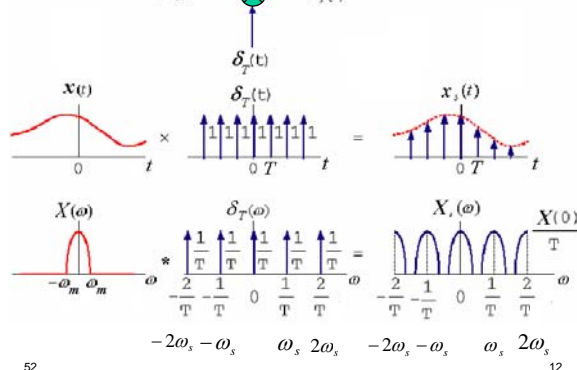 δ_T(t)
x(t) δ_T(t) x_s(t)
× 1 1 1 1 1 1 1 =
0 t 0 T t 0 T t
X(ω) δ_T(ω) X_s(ω) X(0)/T
* 1/T 1/T 1/T 1/T 1/T =
-ω_m ω_m ω -2/T -1/T 0 1/T 2/T ω -2/T -1/T 0 1/T 2/T ω
-2ω_s -ω_s ω_s 2ω_s -2ω_s -ω_s ω_s 2ω_s
52 12